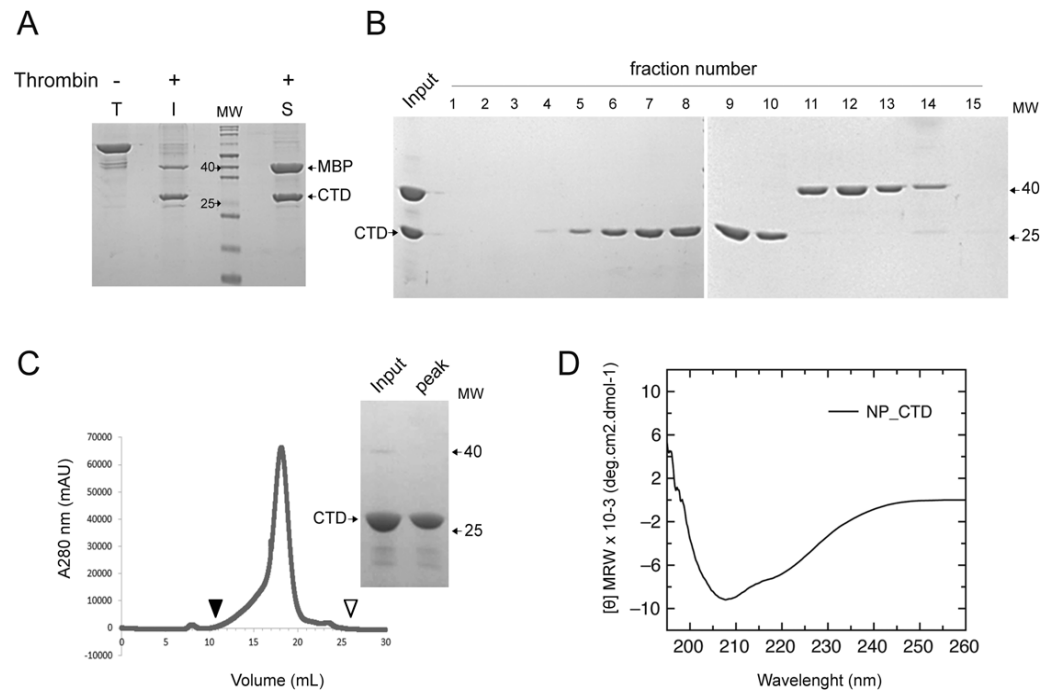 A
Thrombin - + +
T I MW S
40
25
MBP
CTD
B
fraction number
Input 1 2 3 4 5 6 7 8 9 10 11 12 13 14 15 MW
40
CTD
25
C
A280 nm (mAU)
70000
60000
50000
40000
30000
20000
10000
0
-10000
0 5 10 15 20 25 30
Volume (mL)
Input peak MW
40
CTD
25
D
[θ] MRW x 10-3 (deg.cm2.dmol-1)
10
6
2
−2
−6
−10
NP_CTD
200 210 220 230 240 250 260
Wavelenght (nm)